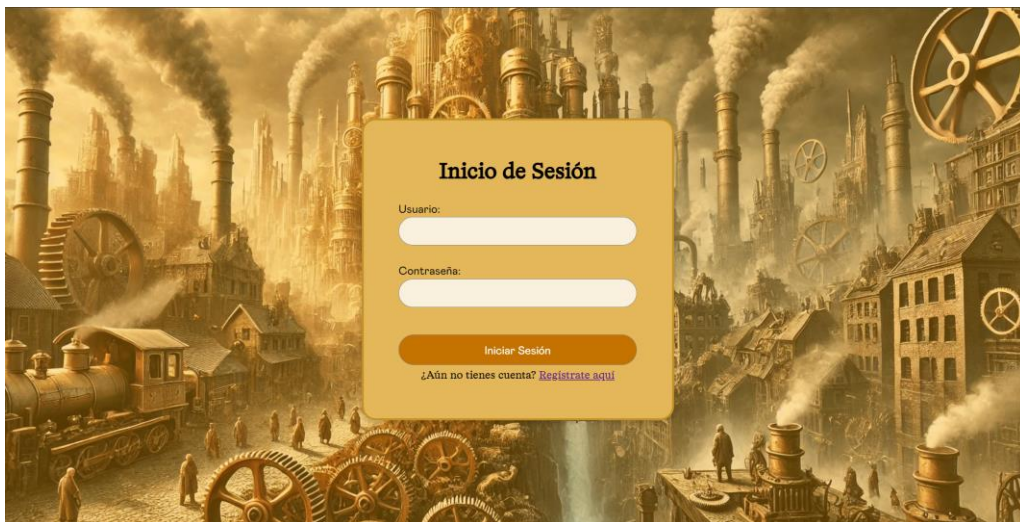 Inicio de Sesión
Usuario:
Contraseña:
Iniciar Sesión
¿Aún no tienes cuenta? Regístrate aquí